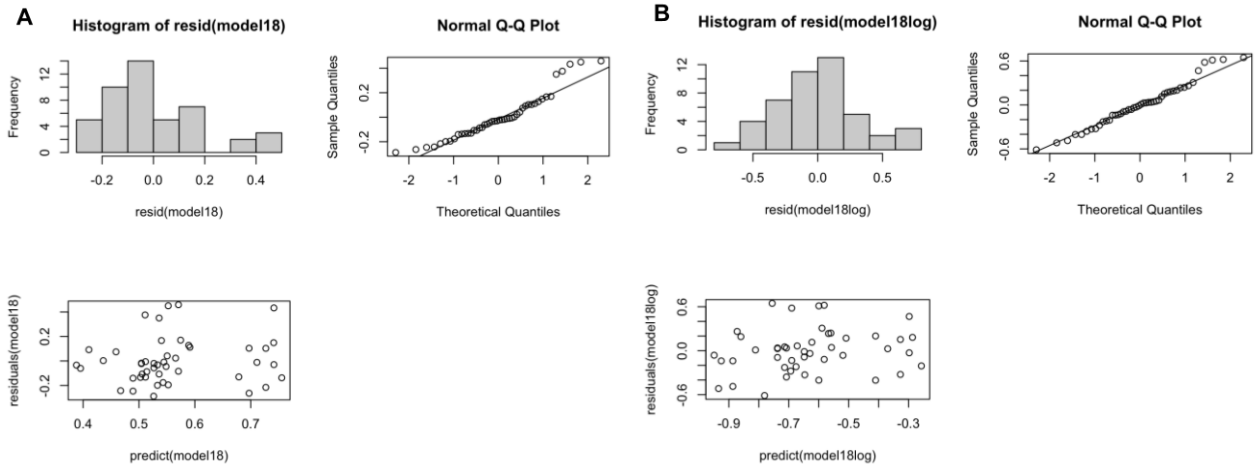 A
Histogram of resid(model18)
Frequency
0 4 8 12
-0.2 0.0 0.2 0.4
resid(model18)
Normal Q-Q Plot
Sample Quantiles
-0.2 0.2
-2 -1 0 1 2
Theoretical Quantiles
residuals(model18)
-0.2 0.2
0.4 0.5 0.6 0.7
predict(model18)
B
Histogram of resid(model18log)
Frequency
0 4 8 12
-0.5 0.0 0.5
resid(model18log)
Normal Q-Q Plot
Sample Quantiles
-0.6 0.0 0.6
-2 -1 0 1 2
Theoretical Quantiles
residuals(model18log)
-0.6 0.0 0.6
-0.9 -0.7 -0.5 -0.3
predict(model18log)